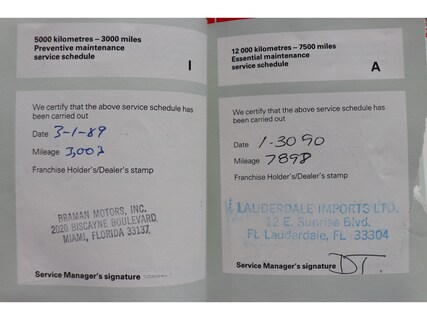 5000 kilometres – 3000 miles
Preventive maintenance
service schedule
I
We certify that the above service schedule has
been carried out
Date 3-1-89
Mileage 3,002
Franchise Holder's/Dealer's stamp
BRAMAN MOTORS, INC.
2020 BISCAYNE BOULEVARD
MIAMI, FLORIDA 33137
Service Manager's signature
12 000 kilometres – 7500 miles
Essential maintenance
service schedule
A
We certify that the above service schedule has
been carried out
Date 1-30 90
Mileage 7898
Franchise Holder's/Dealer's stamp
LAUDERDALE IMPORTS LTD.
12 E. Sunrise Blvd.
Ft. Lauderdale, FL 33304
Service Manager's signature DT.